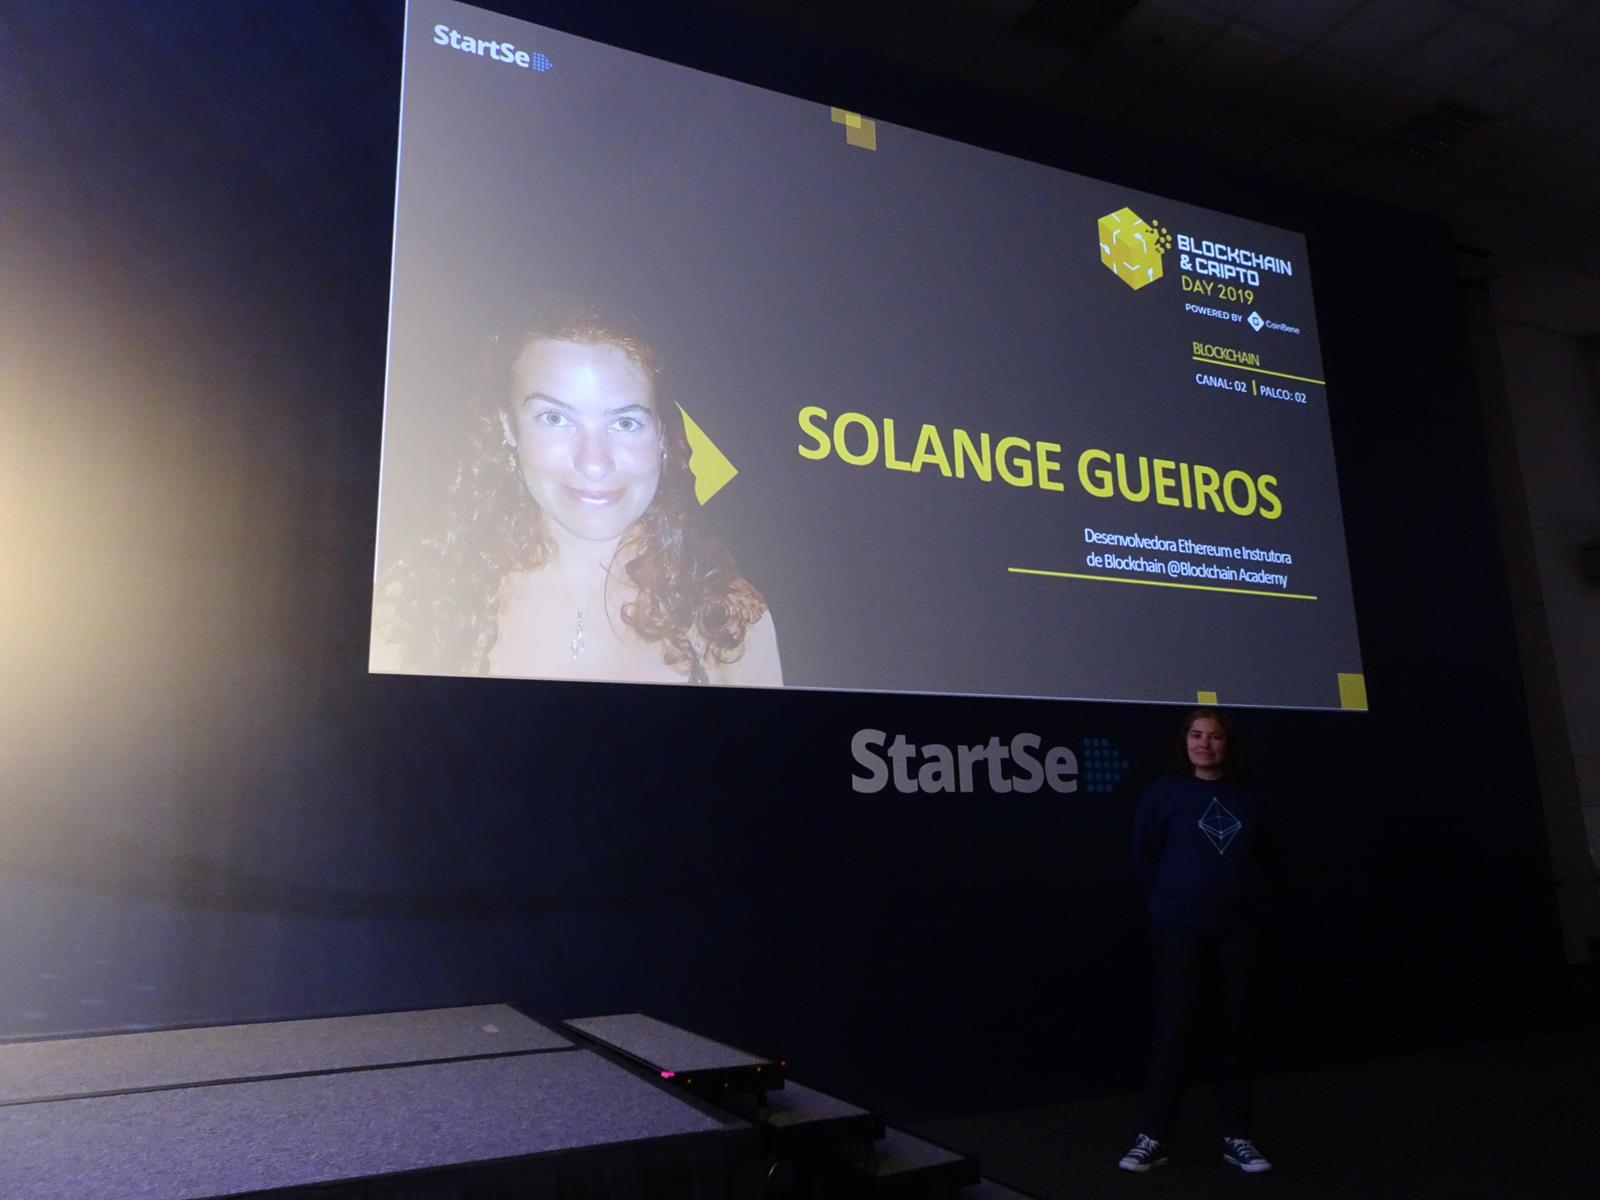 StartSe
BLOCKCHAIN
& CRIPTO
DAY 2019
POWERED BY CoinBene
BLOCKCHAIN
CANAL: 02 | PALCO: 02
SOLANGE GUEIROS
Desenvolvedora Ethereum e Instrutora
de Blockchain @Blockchain Academy
StartSe